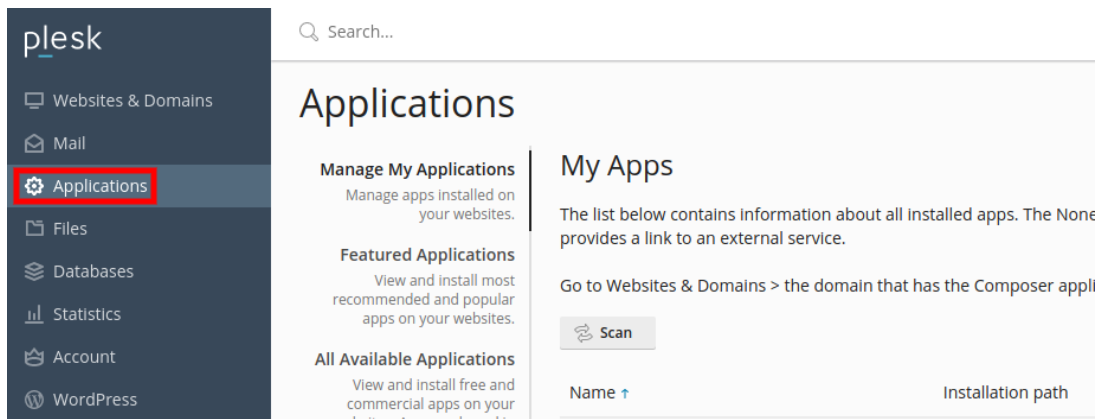 plesk
Search...
Websites & Domains
Mail
Applications
Files
Databases
Statistics
Account
WordPress
Applications
Manage My Applications
Manage apps installed on
your websites.
Featured Applications
View and install most
recommended and popular
apps on your websites.
All Available Applications
View and install free and
commercial apps on your
My Apps
The list below contains information about all installed apps. The None
provides a link to an external service.
Go to Websites & Domains > the domain that has the Composer appli
Scan
Name ↑
Installation path